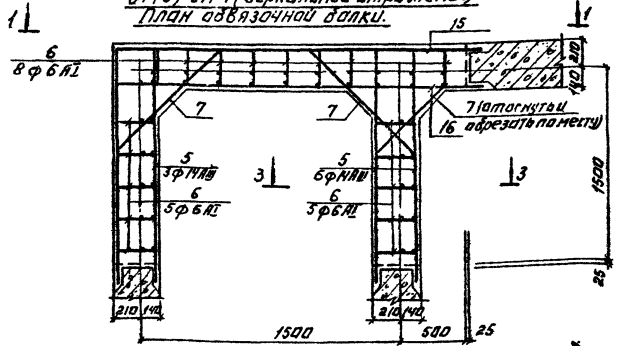 План обвязочной балки.
1
1
6
8ф6АI
15
7 (отогнуть и
обрезать по месту)
16
7
7
5
3ф14АIII
6
5ф6АI
5
6ф14АIII
6
5ф6АI
3
3
210
140
1500
25
210 140
210 140
1500
500
25